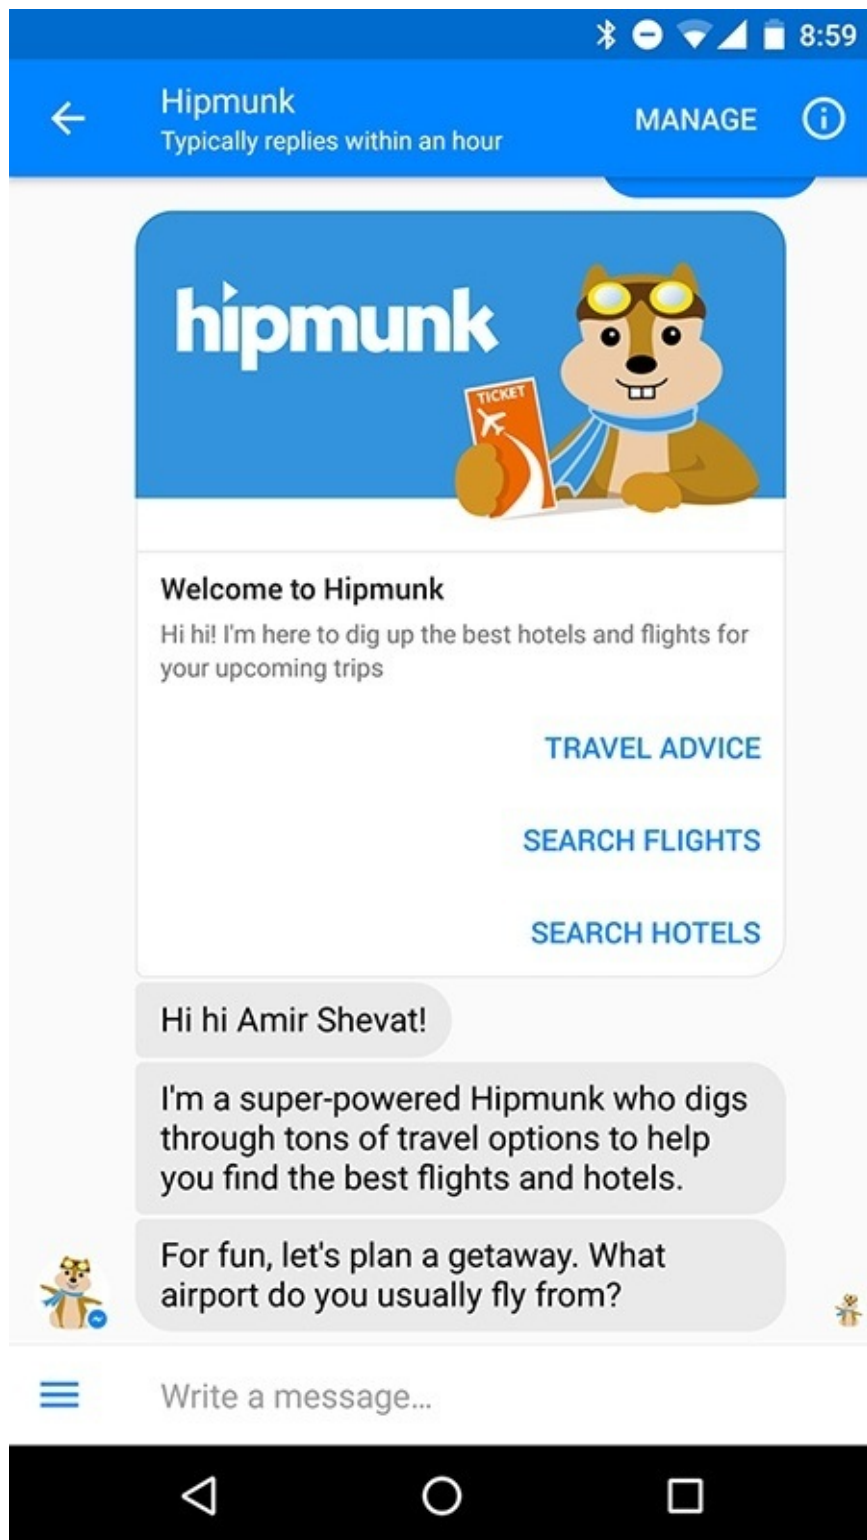 8:59
Hipmunk
Typically replies within an hour
MANAGE
hipmunk
TICKET
Welcome to Hipmunk
Hi hi! I'm here to dig up the best hotels and flights for
your upcoming trips
TRAVEL ADVICE
SEARCH FLIGHTS
SEARCH HOTELS
Hi hi Amir Shevat!
I'm a super-powered Hipmunk who digs
through tons of travel options to help
you find the best flights and hotels.
For fun, let's plan a getaway. What
airport do you usually fly from?
Write a message...